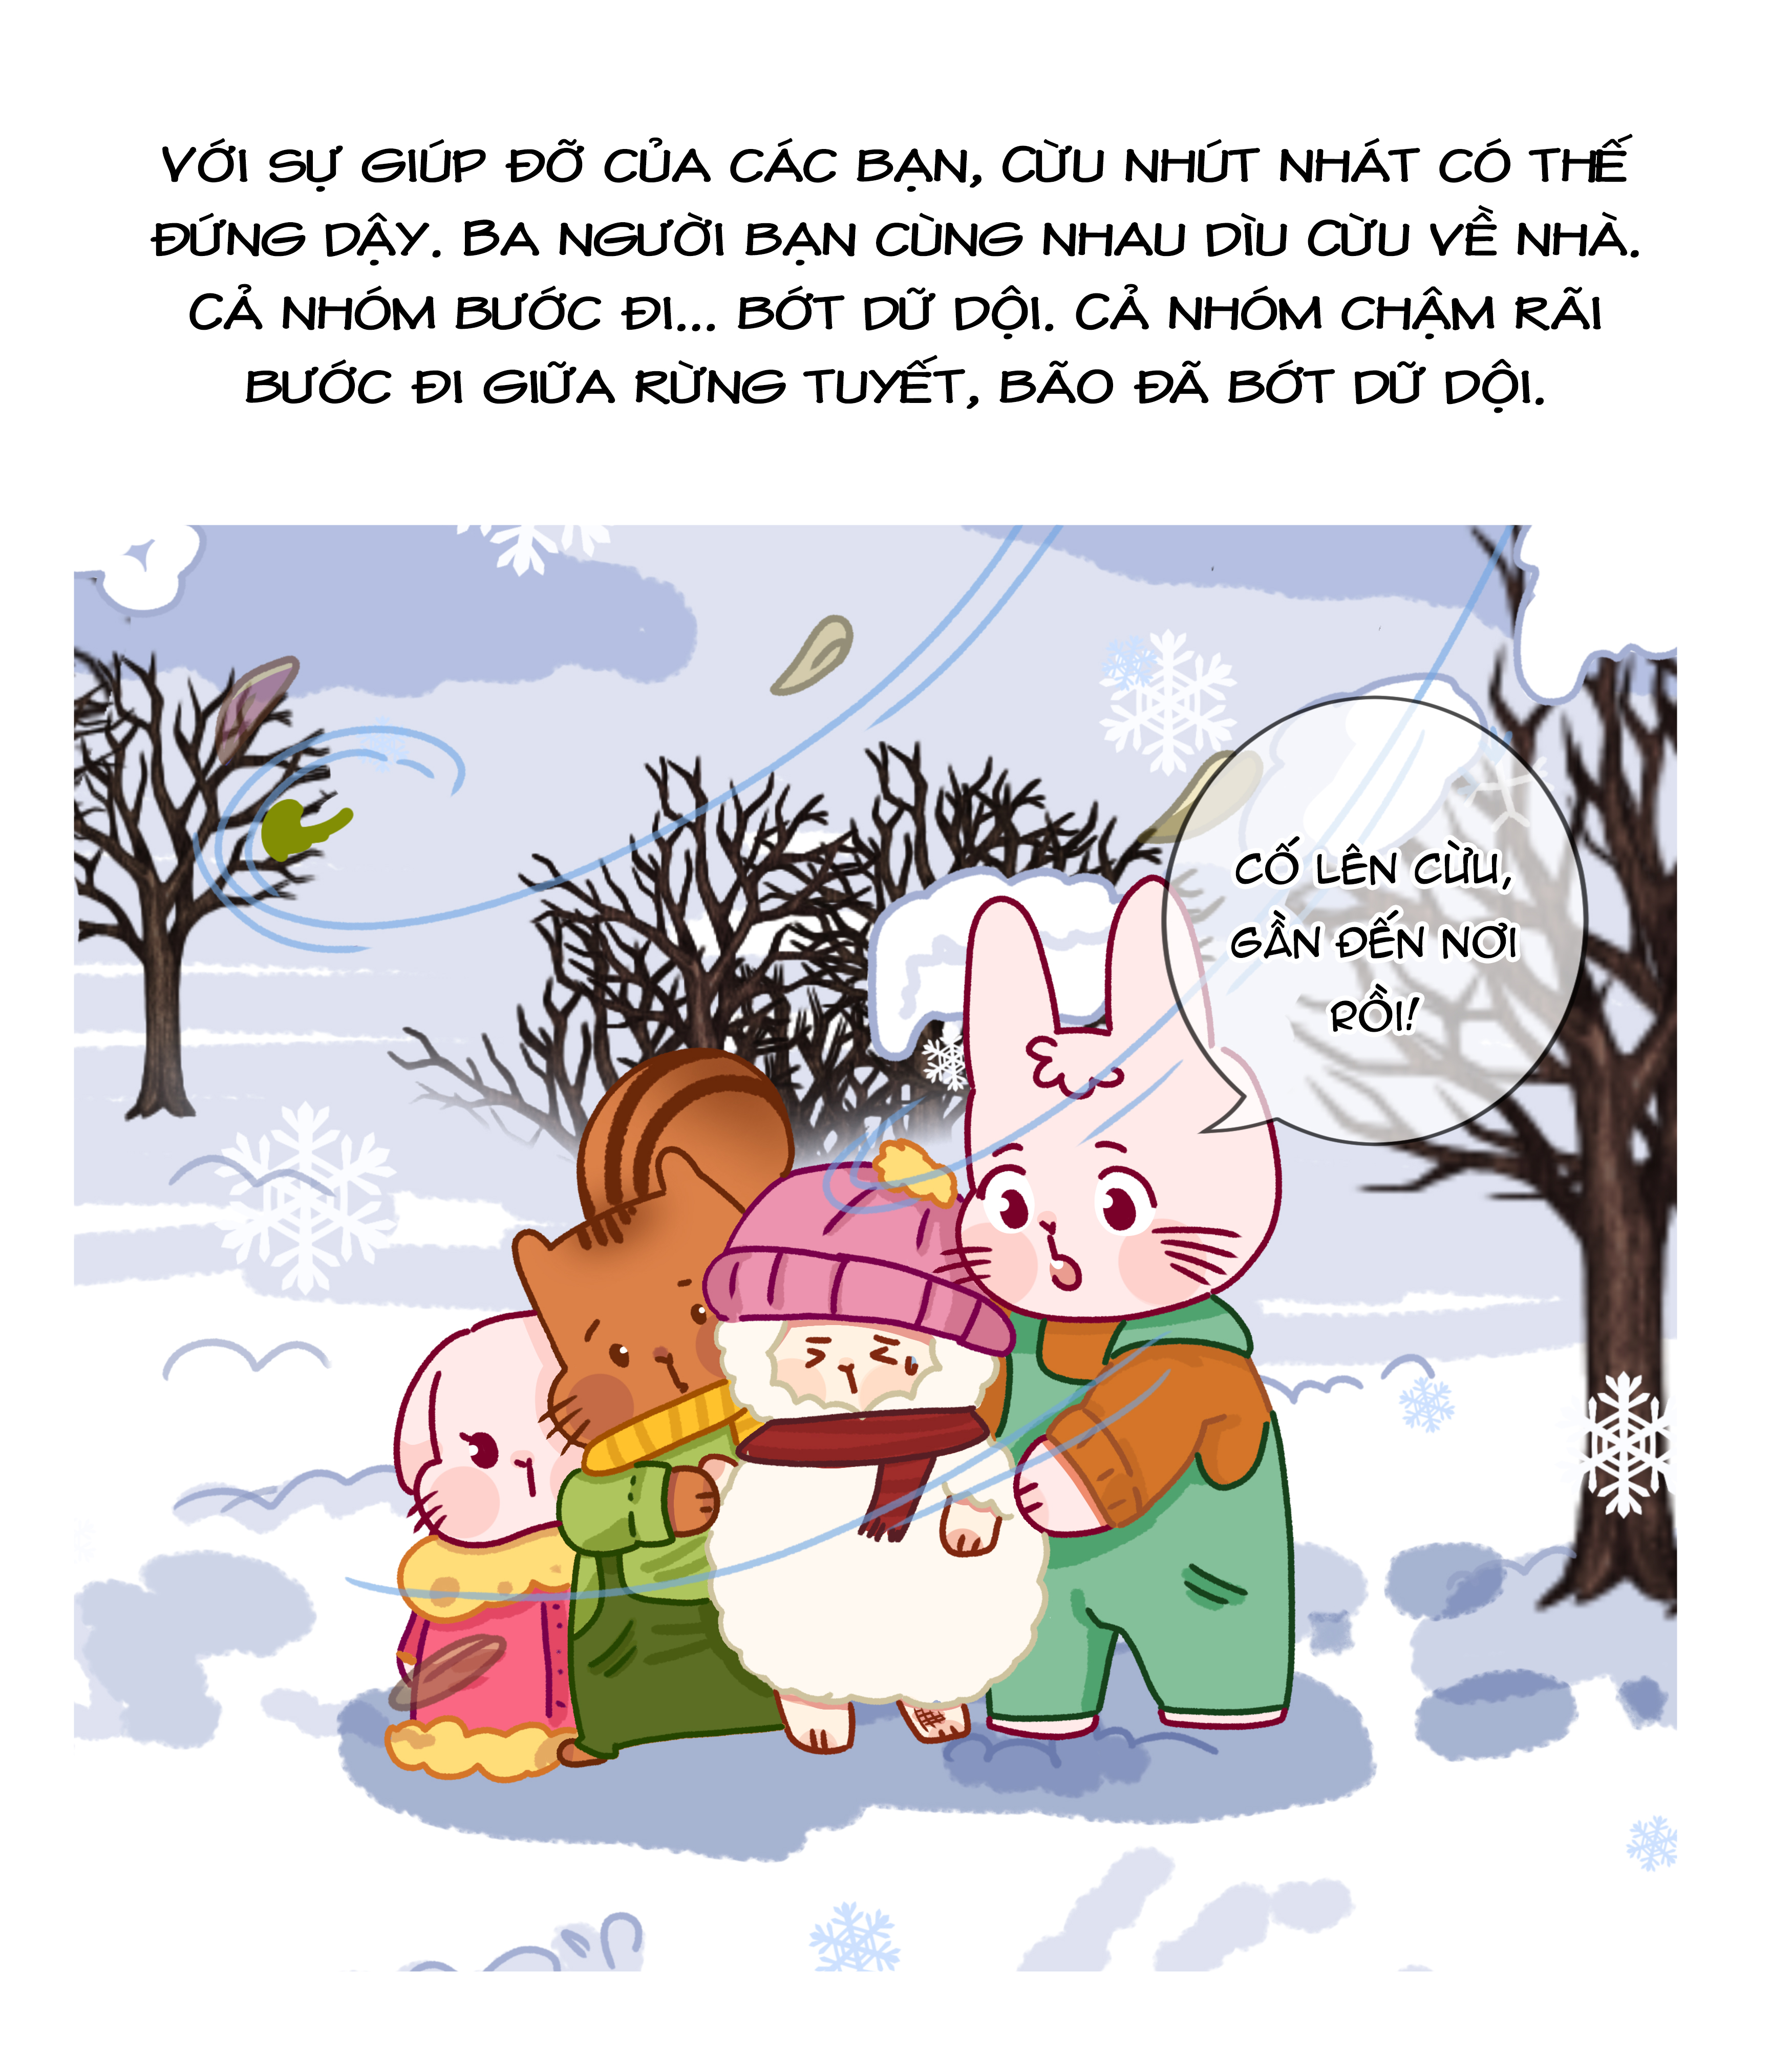 VỚI SỰ GIÚP ĐỠ CỦA CÁC BẠN, CỪU NHÚT NHÁT CÓ THẾ
ĐỨNG DẬY. BA NGƯỜI BẠN CÙNG NHAU DÌU CỪU VỀ NHÀ.
CẢ NHÓM BƯỚC ĐI... BỚT DỮ DỘI. CẢ NHÓM CHẬM RÃI
BƯỚC ĐI GIỮA RỪNG TUYẾT, BÃO ĐÃ BỚT DỮ DỘI.
CỐ LÊN CỪU,
GẦN ĐẾN NƠI
RỒI!